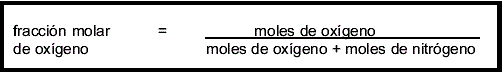 fracción molar = moles de oxígeno
de oxígeno moles de oxígeno + moles de nitrógeno